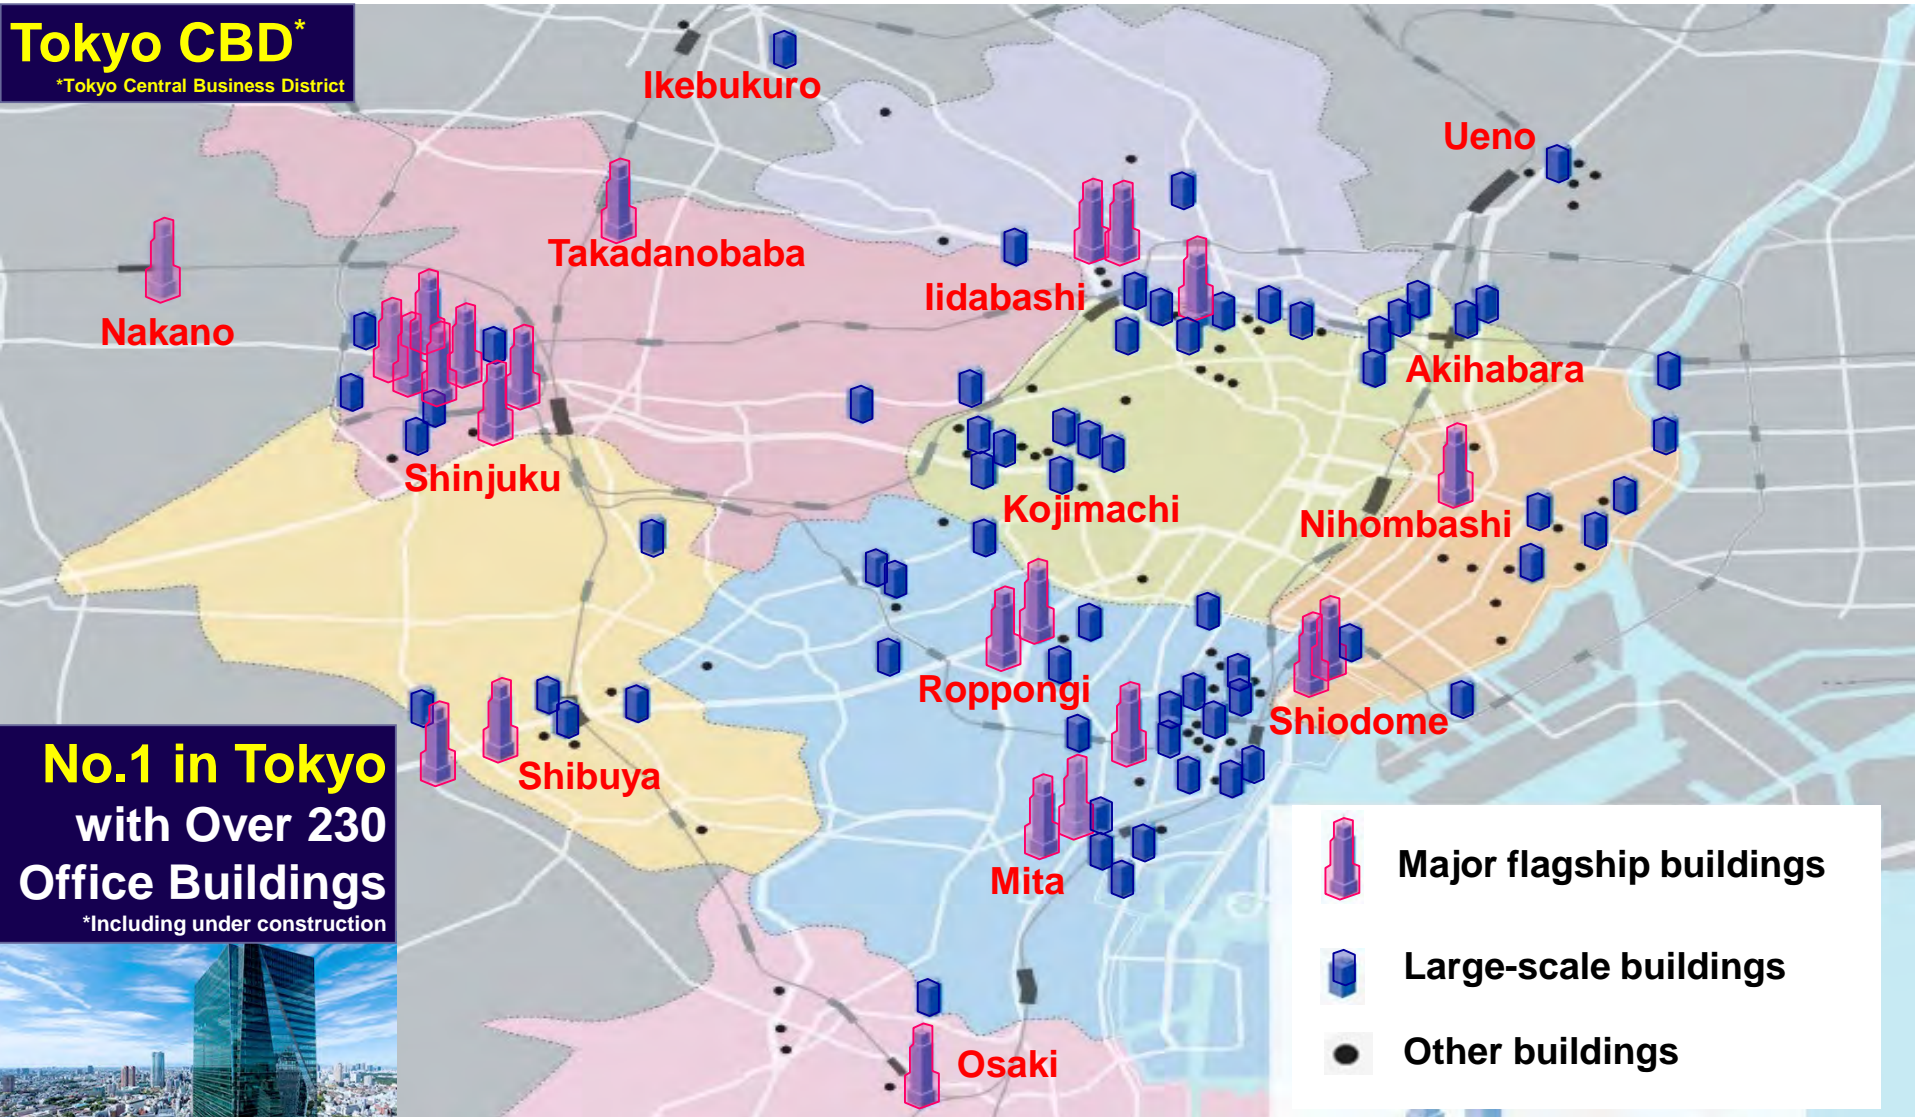 Tokyo CBD*
*Tokyo Central Business District
Ikebukuro
Ueno
Takadanobaba
Iidabashi
Nakano
Akihabara
Shinjuku
Kojimachi
Nihombashi
Roppongi
Shiodome
Shibuya
Mita
Osaki
No.1 in Tokyo
with Over 230
Office Buildings
*Including under construction
Major flagship buildings
Large-scale buildings
Other buildings